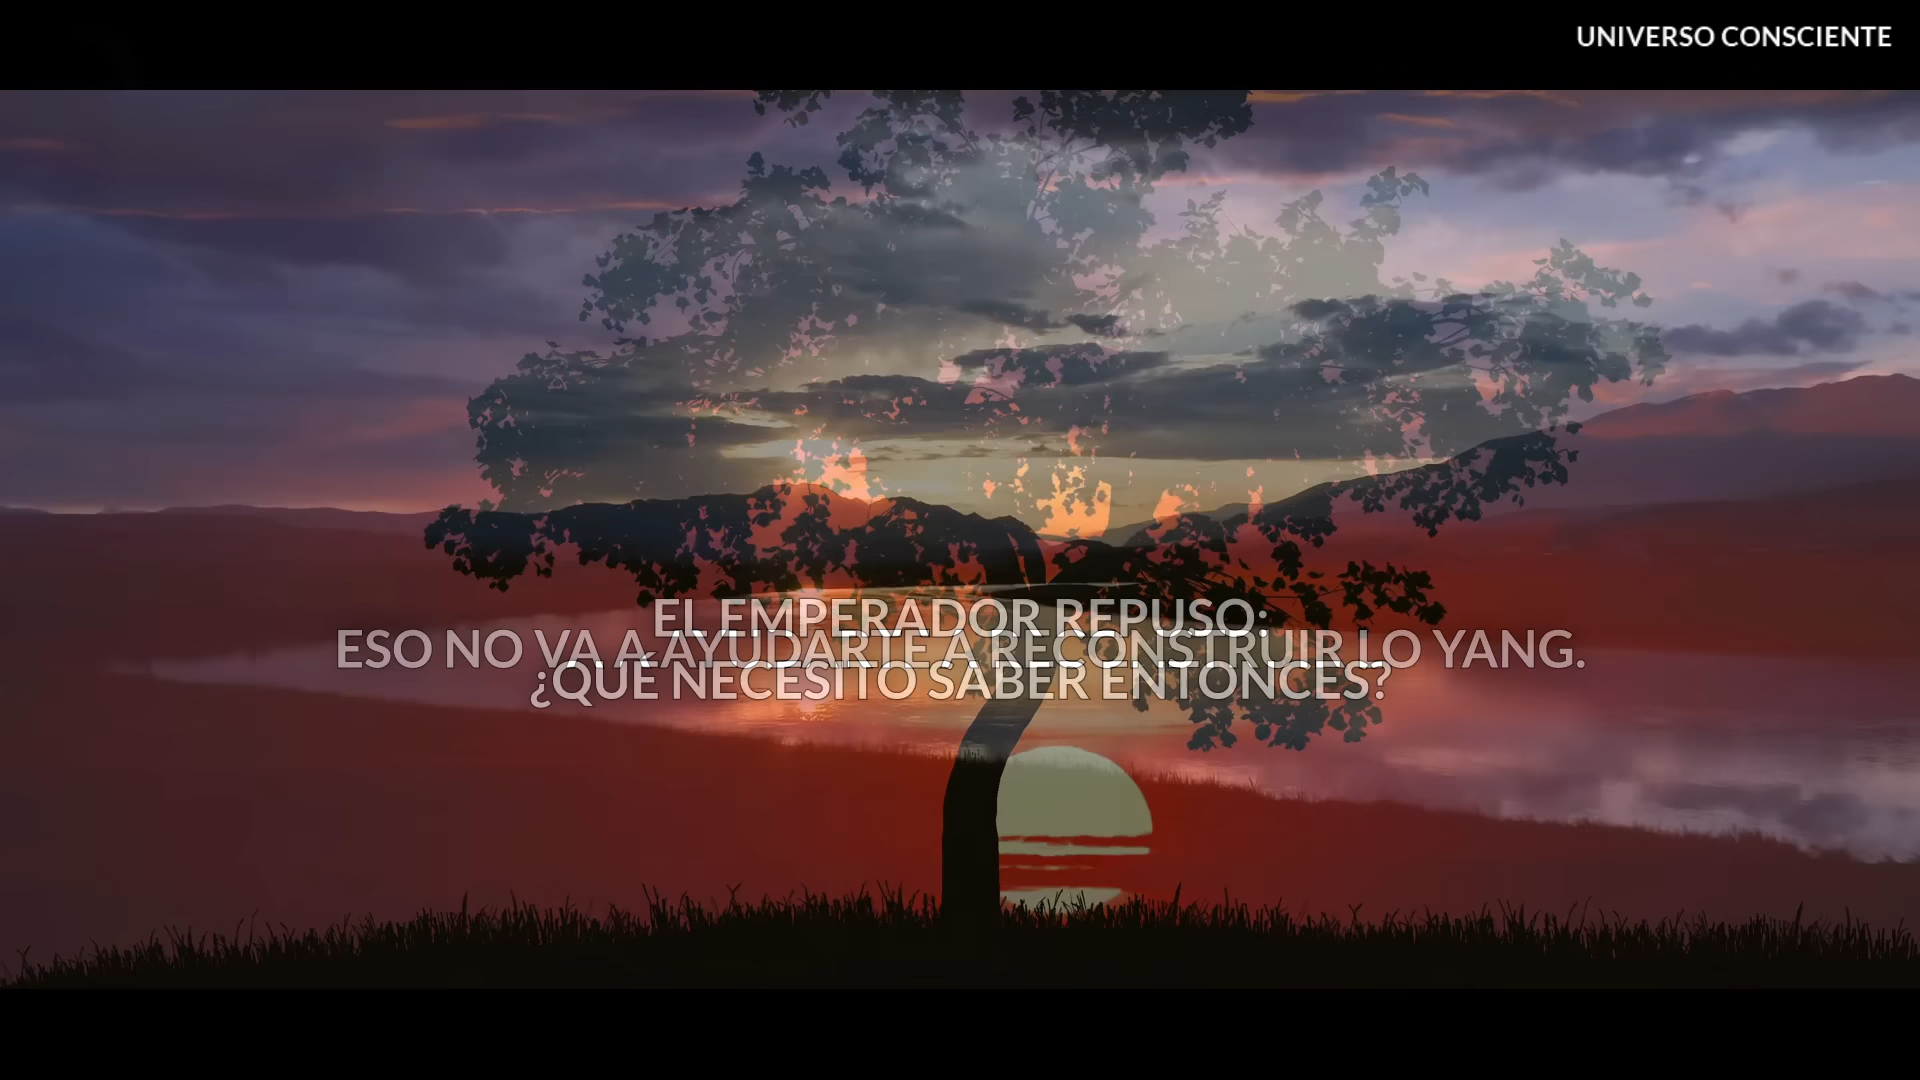 UNIVERSO CONSCIENTE
EL EMPERADOR REPUSO:
ESO NO VA A AYUDARTE A RECONSTRUIR LO YANG.
¿QUÉ NECESITO SABER ENTONCES?